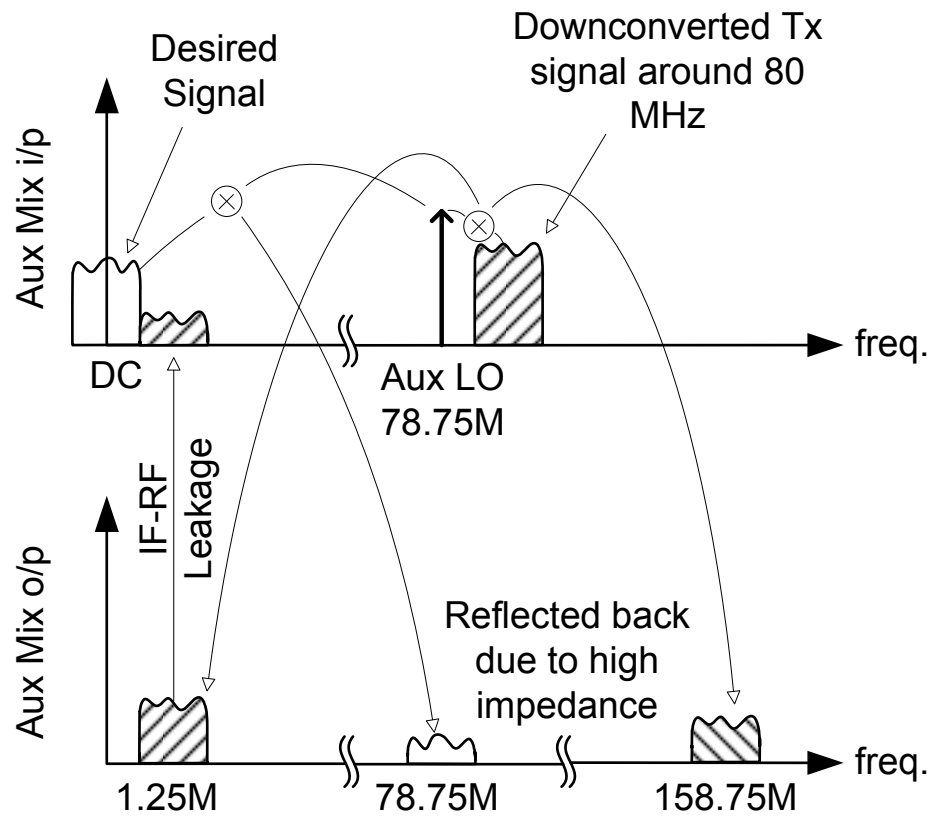 Desired
Signal
Downconverted Tx
signal around 80
MHz
Aux Mix i/p
DC
Aux LO
78.75M
freq.
IF-RF
Leakage
Aux Mix o/p
Reflected back
due to high
impedance
freq.
1.25M
78.75M
158.75M